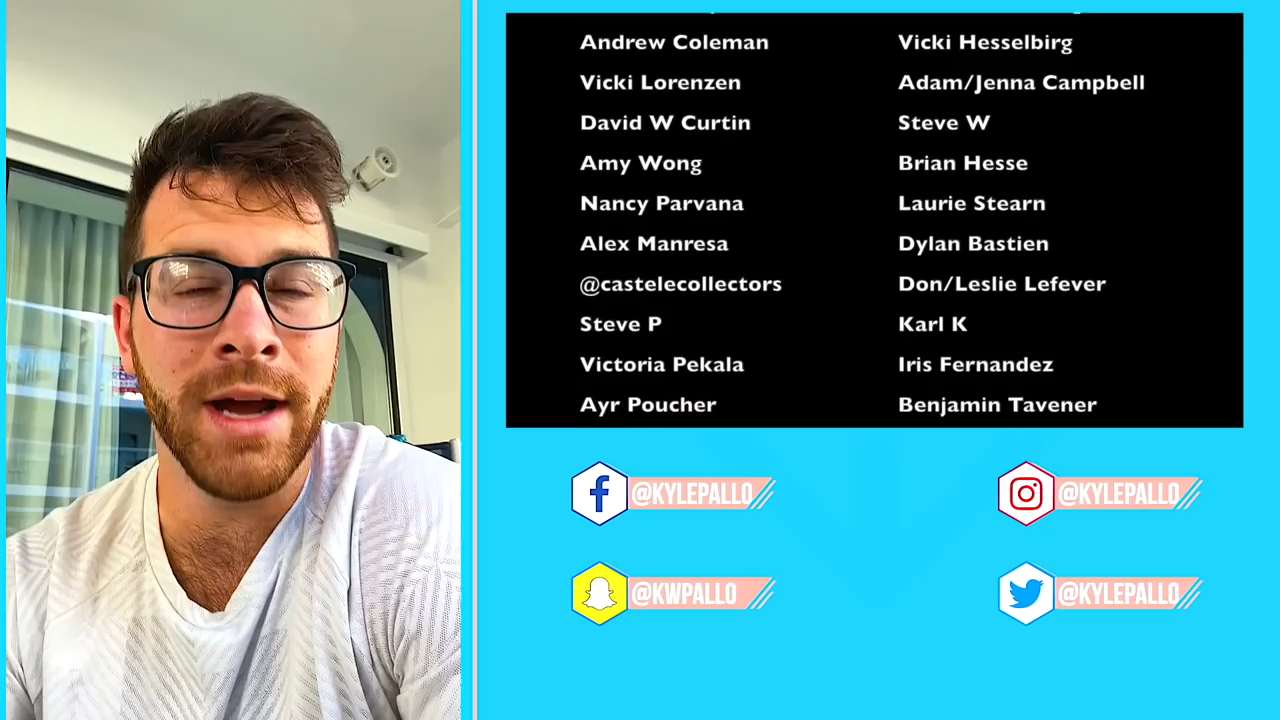 Andrew Coleman
Vicki Hesselbirg
Vicki Lorenzen
Adam/Jenna Campbell
David W Curtin
Steve W
Amy Wong
Brian Hesse
Nancy Parvana
Laurie Stearn
Alex Manresa
Dylan Bastien
@castelecollectors
Don/Leslie Lefever
Steve P
Karl K
Victoria Pekala
Iris Fernandez
Ayr Poucher
Benjamin Tavener
@KYLEPALLO
@KYLEPALLO
@KWPALLO
@KYLEPALLO